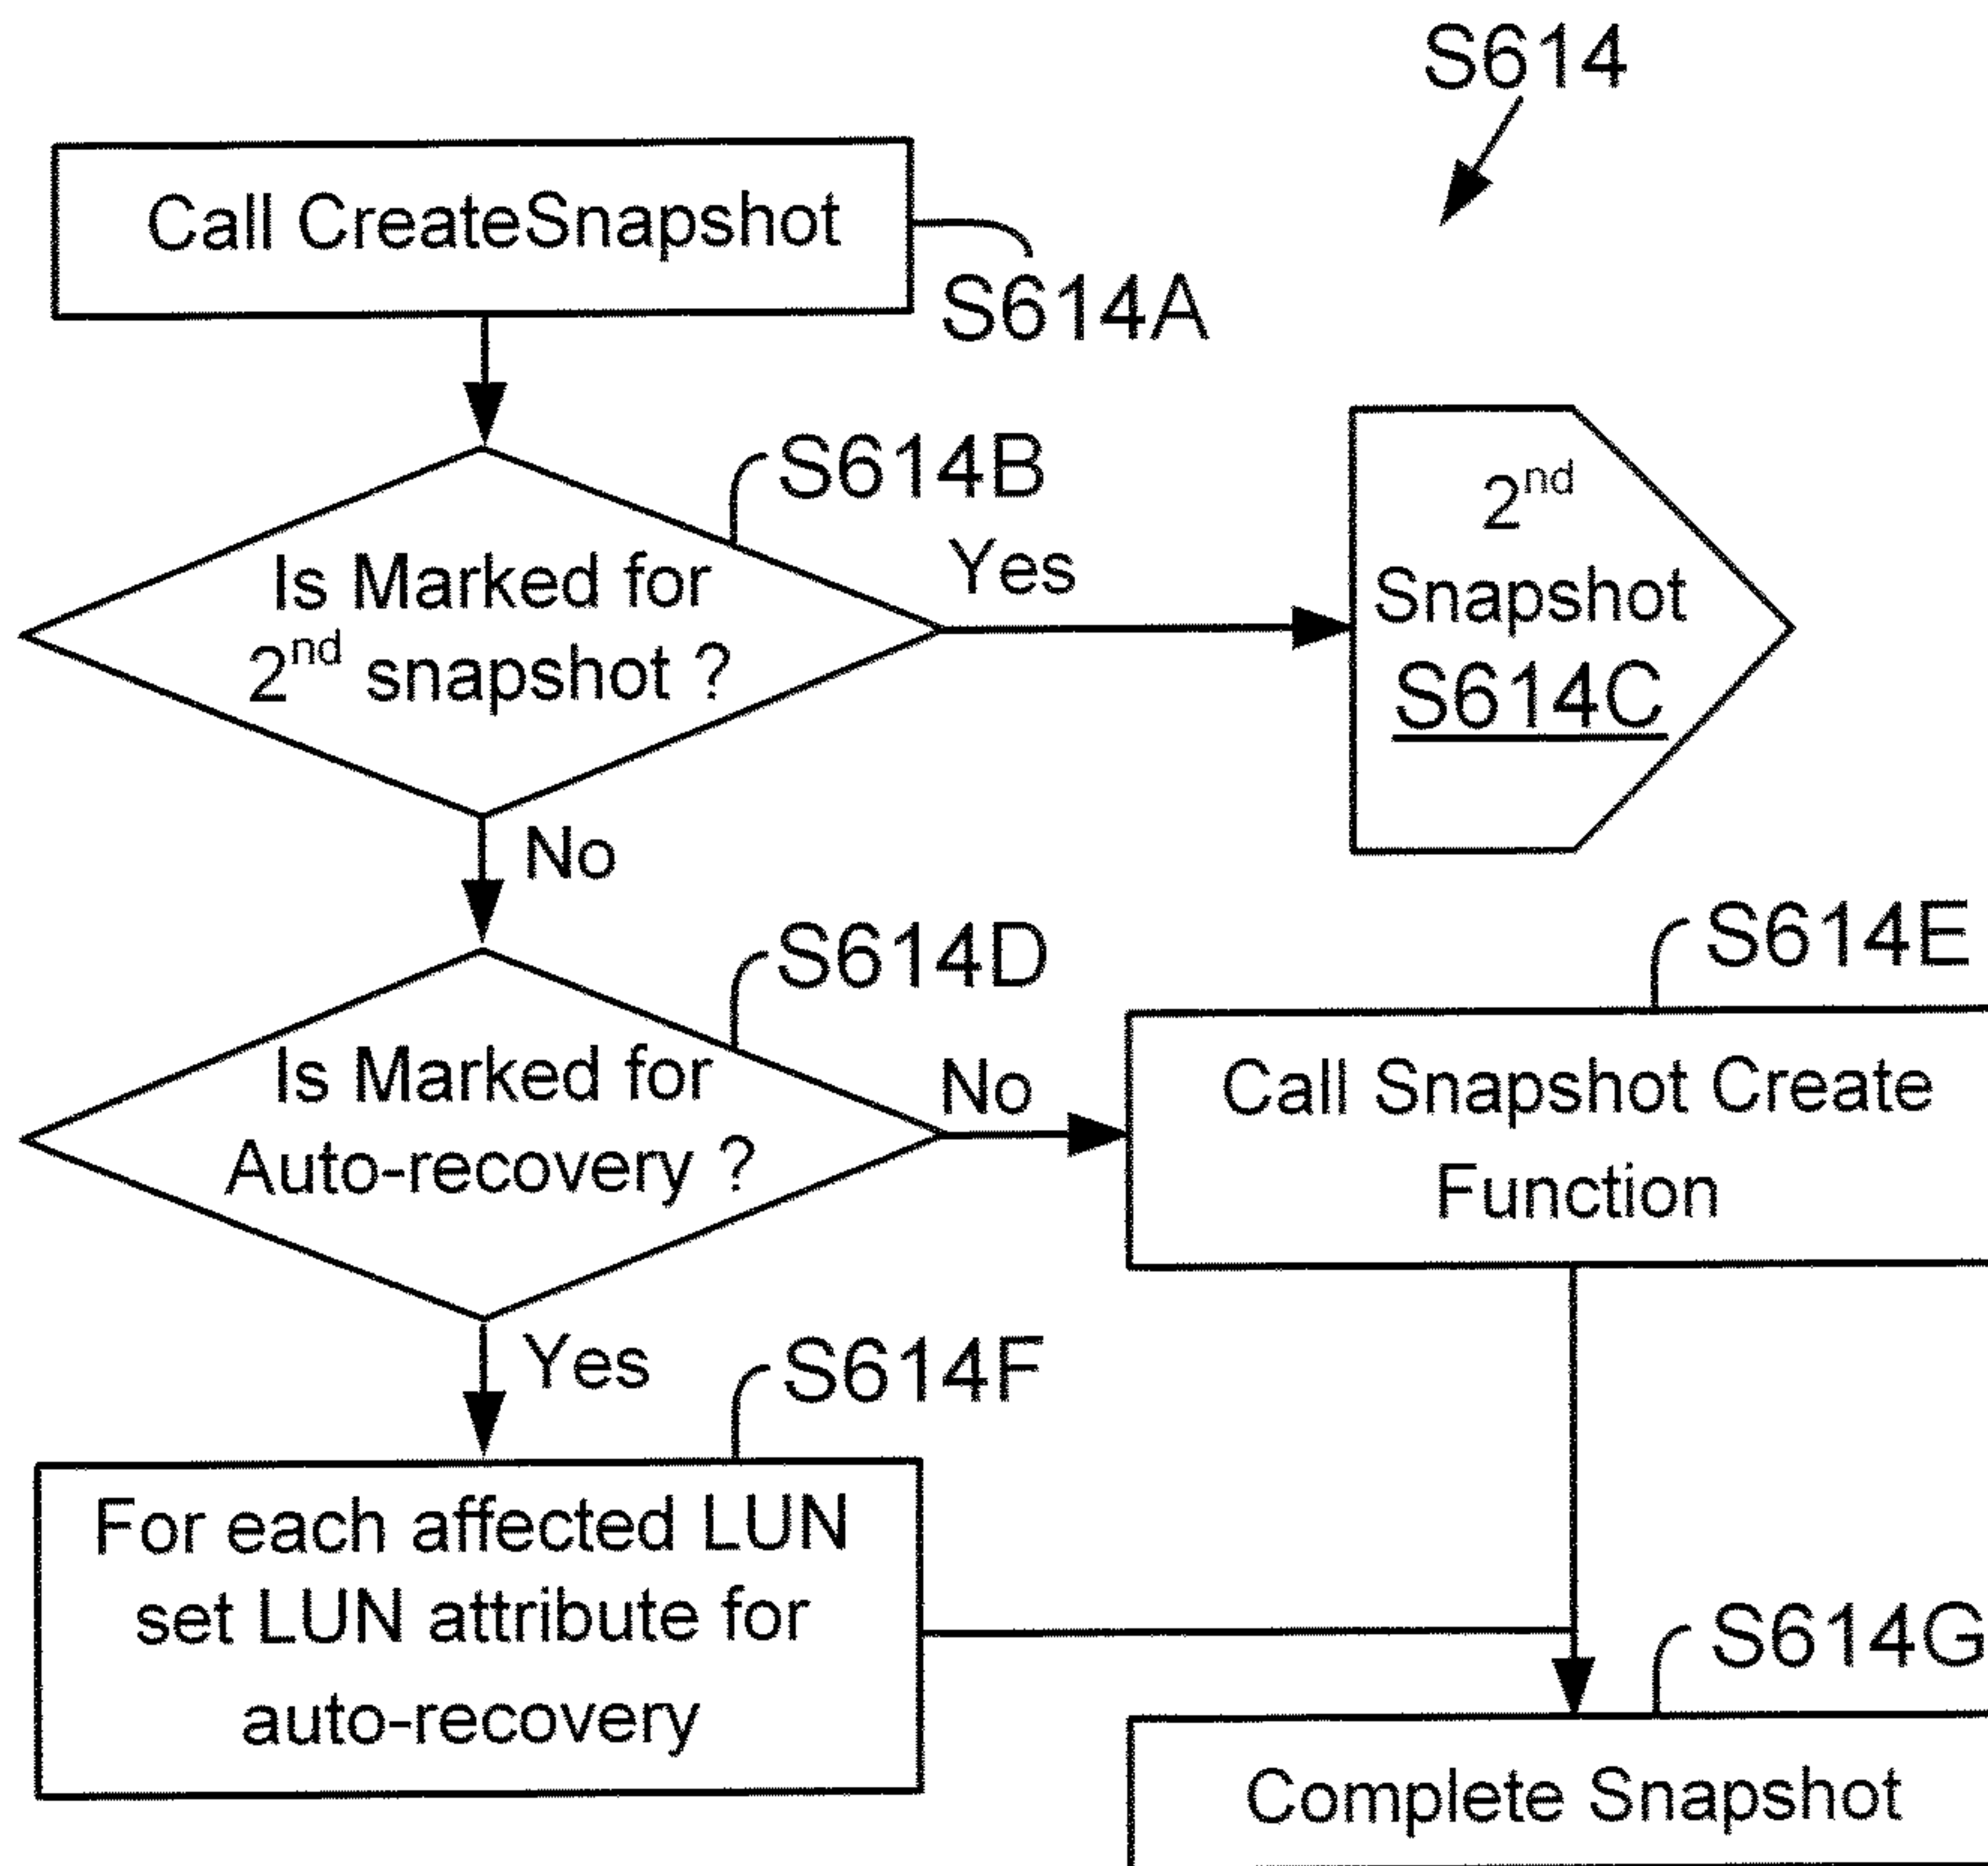 S614
Call CreateSnapshot
S614A
S614B
Is Marked for
2nd snapshot ?
Yes
2nd
Snapshot
S614C
No
S614D
Is Marked for
Auto-recovery ?
No
S614E
Call Snapshot Create
Function
Yes
S614F
For each affected LUN
set LUN attribute for
auto-recovery
S614G
Complete Snapshot